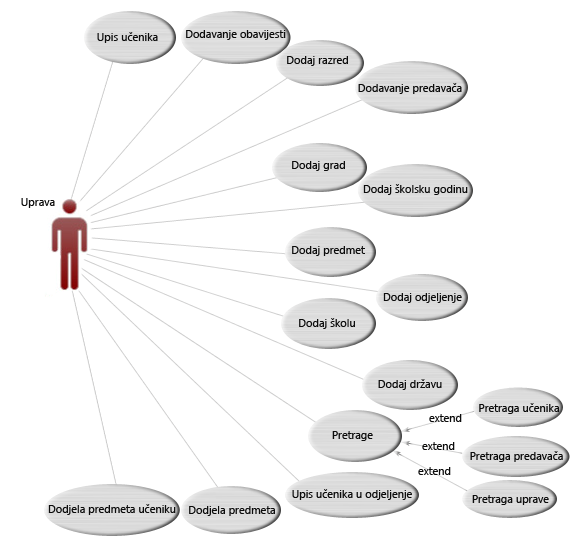 Upis učenika
Dodavanje obavijesti
Dodaj razred
Dodavanje predavača
Dodaj grad
Dodaj školsku godinu
Uprava
Dodaj predmet
Dodaj odjeljenje
Dodaj školu
Dodaj državu
Pretraga učenika
extend
Pretrage
extend
Pretraga predavača
extend
Upis učenika u odjeljenje
Pretraga uprave
Dodjela predmeta učeniku
Dodjela predmeta